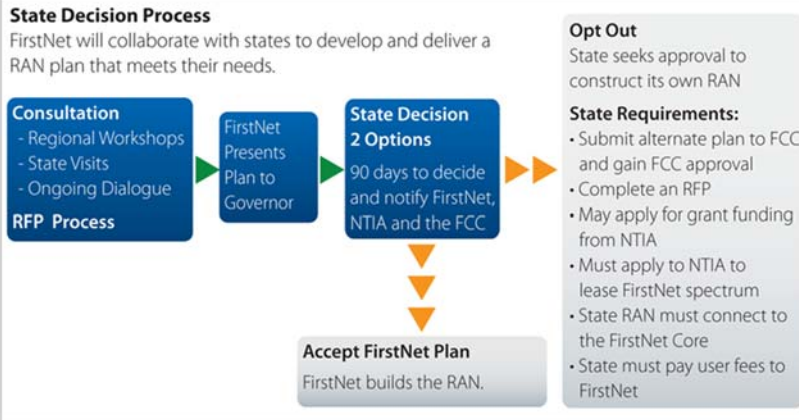 State Decision Process
FirstNet will collaborate with states to develop and deliver a
RAN plan that meets their needs.
Consultation
- Regional Workshops
- State Visits
- Ongoing Dialogue
RFP Process
FirstNet
Presents
Plan to
Governor
State Decision
2 Options
90 days to decide
and notify FirstNet,
NTIA and the FCC
Accept FirstNet Plan
FirstNet builds the RAN.
Opt Out
State seeks approval to
construct its own RAN
State Requirements:
• Submit alternate plan to FCC
and gain FCC approval
• Complete an RFP
• May apply for grant funding
from NTIA
• Must apply to NTIA to
lease FirstNet spectrum
• State RAN must connect to
the FirstNet Core
• State must pay user fees to
FirstNet